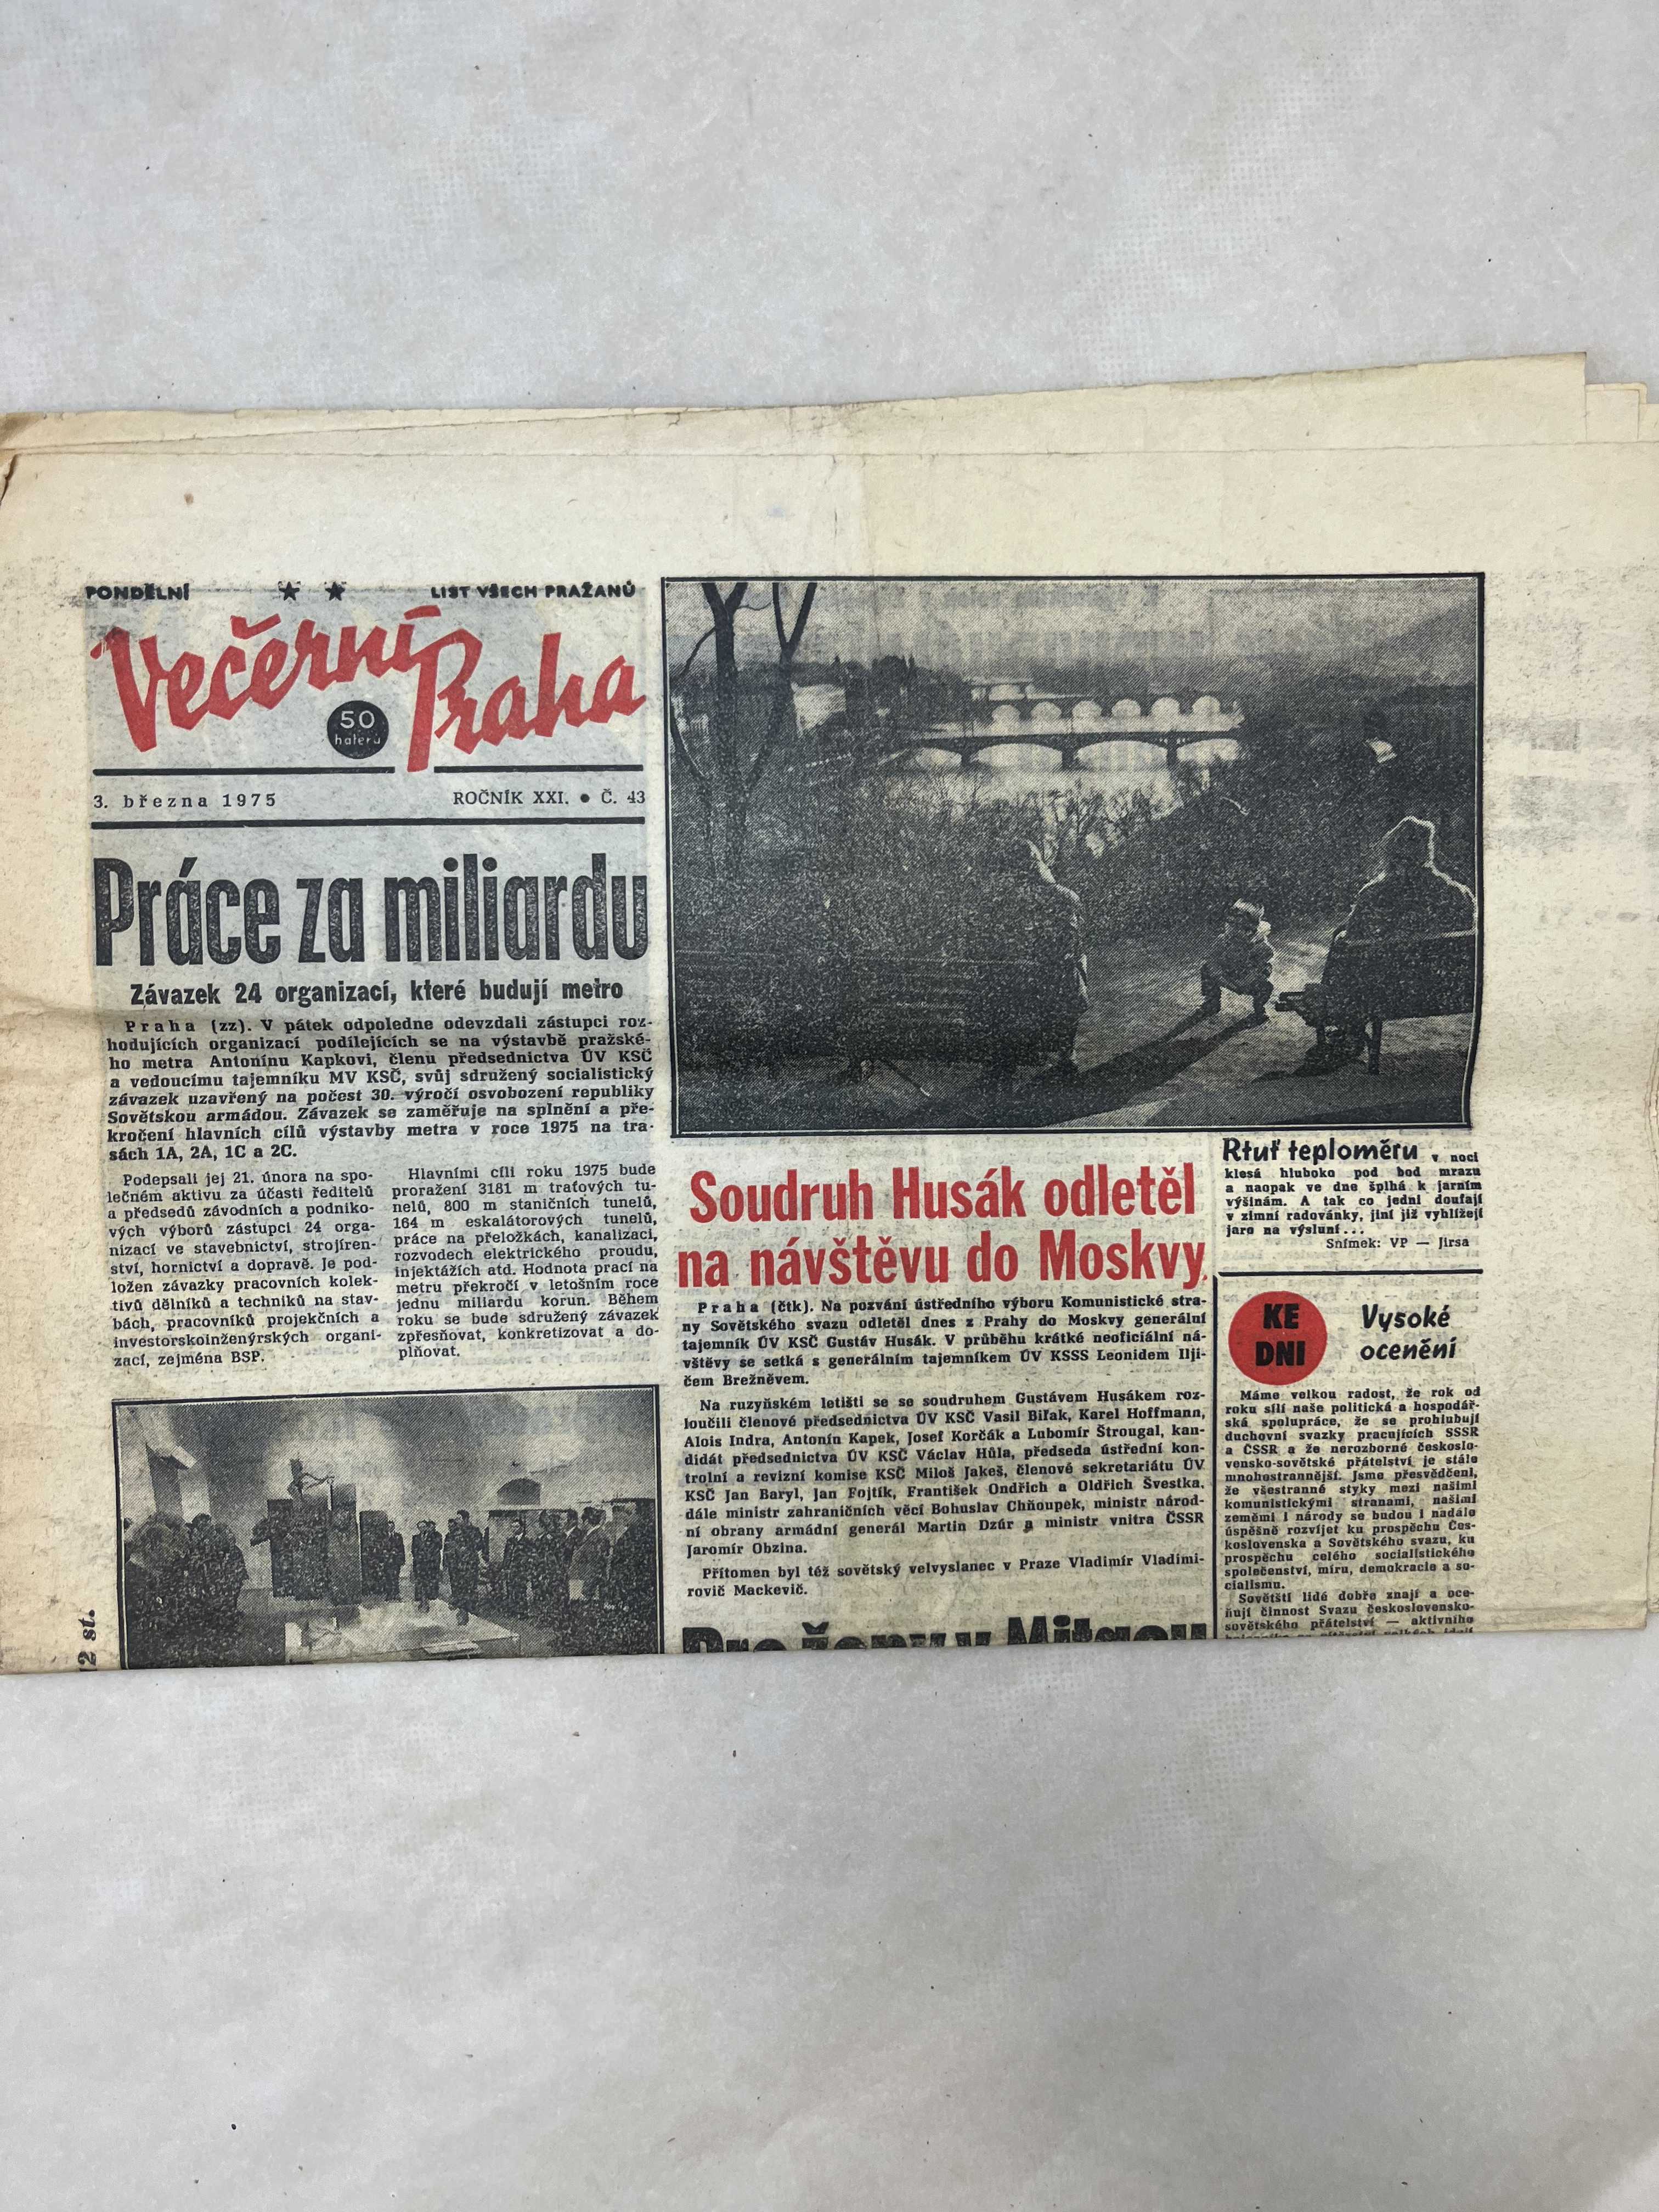 PONDĚLNÍ ★ ★ LIST VŠECH PRAŽANŮ
Večerní
Praha
50
haléřů
3. března 1975 ROČNÍK XXI. ● Č. 43
Práce za miliardu
Závazek 24 organizací, které budují metro
Praha (zz). V pátek odpoledne odevzdali zástupci roz-
hodujících organizací podílejících se na výstavbě pražské-
ho metra Antonínu Kapkovi, členu předsednictva ÚV KSČ
a vedoucímu tajemníku MV KSČ, svůj sdružený socialistický
závazek uzavřený na počest 30. výročí osvobození republiky
Sovětskou armádou. Závazek se zaměřuje na splnění a pře-
kročení hlavních cílů výstavby metra v roce 1975 na tra-
sách 1A, 2A, 1C a 2C.
Podepsali jej 21. února na spo-
lečném aktivu za účasti ředitelů
a předsedů závodních a podniko-
vých výborů zástupci 24 orga-
nizací ve stavebnictví, strojíren-
ství, hornictví a dopravě. Je pod-
ložen závazky pracovních kolek-
tivů dělníků a techniků na stav-
bách, pracovníků projekčních a
investorskoinženýrských organi-
zací, zejména BSP.
Hlavními cíli roku 1975 bude
proražení 3181 m traťových tu-
nelů, 800 m staničních tunelů,
164 m eskalátorových tunelů,
práce na přeložkách, kanalizaci,
rozvodech elektrického proudu,
injektážích atd. Hodnota prací na
metru překročí v letošním roce
jednu miliardu korun. Během
roku se bude sdružený závazek
zpřesňovat, konkretizovat a do-
plňovat.
12 st.
Soudruh Husák odletěl
na návštěvu do Moskvy
Praha (čtk). Na pozvání ústředního výboru Komunistické stra-
ny Sovětského svazu odletěl dnes z Prahy do Moskvy generální
tajemník ÚV KSČ Gustáv Husák. V průběhu krátké neoficiální ná-
vštěvy se setká s generálním tajemníkem ÚV KSSS Leonidem Ilji-
čem Brežněvem.
Na ruzyňském letišti se se soudruhem Gustávem Husákem roz-
loučili členové předsednictva ÚV KSČ Vasil Biľak, Karel Hoffmann,
Alois Indra, Antonín Kapek, Josef Korčák a Lubomír Štrougal, kan-
didát předsednictva ÚV KSČ Václav Hůla, předseda ústřední kon-
trolní a revizní komise KSČ Miloš Jakeš, členové sekretariátu ÚV
KSČ Jan Baryl, Jan Fojtík, František Ondřich a Oldřich Švestka,
dále ministr zahraničních věcí Bohuslav Chňoupek, ministr národ-
ní obrany armádní generál Martin Dzúr a ministr vnitra ČSSR
Jaromír Obzina.
Přítomen byl též sovětský velvyslanec v Praze Vladimír Vladimi-
rovič Mackevič.
Rtuť teploměru v noci
klesá hluboko pod bod mrazu
a naopak ve dne šplhá k jarním
výšinám. A tak co jedni doufají
v zimní radovánky, jiní již vyhlížejí
jaro na výsluní...
Snímek: VP — Jirsa
KE
DNI
Vysoké
ocenění
Máme velkou radost, že rok od
roku sílí naše politická a hospodář-
ská spolupráce, že se prohlubují
duchovní svazky pracujících SSSR
a ČSSR a že nerozborné českoslo-
vensko-sovětské přátelství je stále
mnohostrannější. Jsme přesvědčeni,
že všestranné styky mezi našimi
komunistickými stranami, našimi
zeměmi i národy se budou i nadále
úspěšně rozvíjet ku prospěchu Čes-
koslovenska a Sovětského svazu, ku
prospěchu celého socialistického
společenství, míru, demokracie a so-
cialismu.
Sovětští lidé dobře znají a oce-
ňují činnost Svazu československo-
sovětského přátelství — aktivního